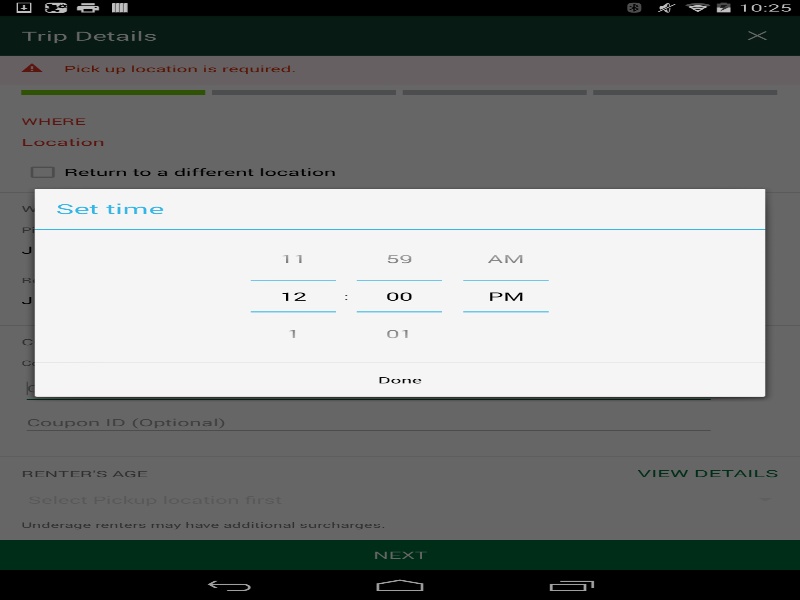 10:25
Trip Details
Pick up location is required.
WHERE
Location
Return to a different location
Set time
11 59 AM
12 : 00 PM
1 01
Done
Coupon ID (Optional)
RENTER'S AGE VIEW DETAILS
Select Pickup location first
Underage renters may have additional surcharges.
NEXT